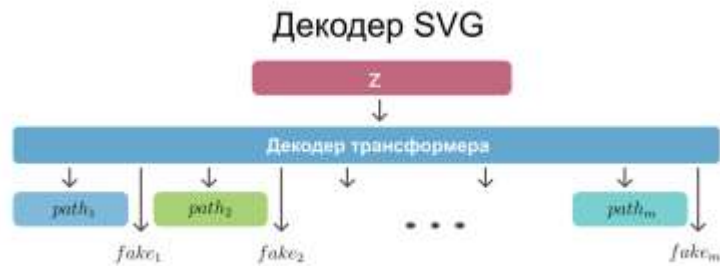 Декодер SVG
z
Декодер трансформера
path₁ path₂ • • • pathₘ
fake₁ fake₂ fakeₘ